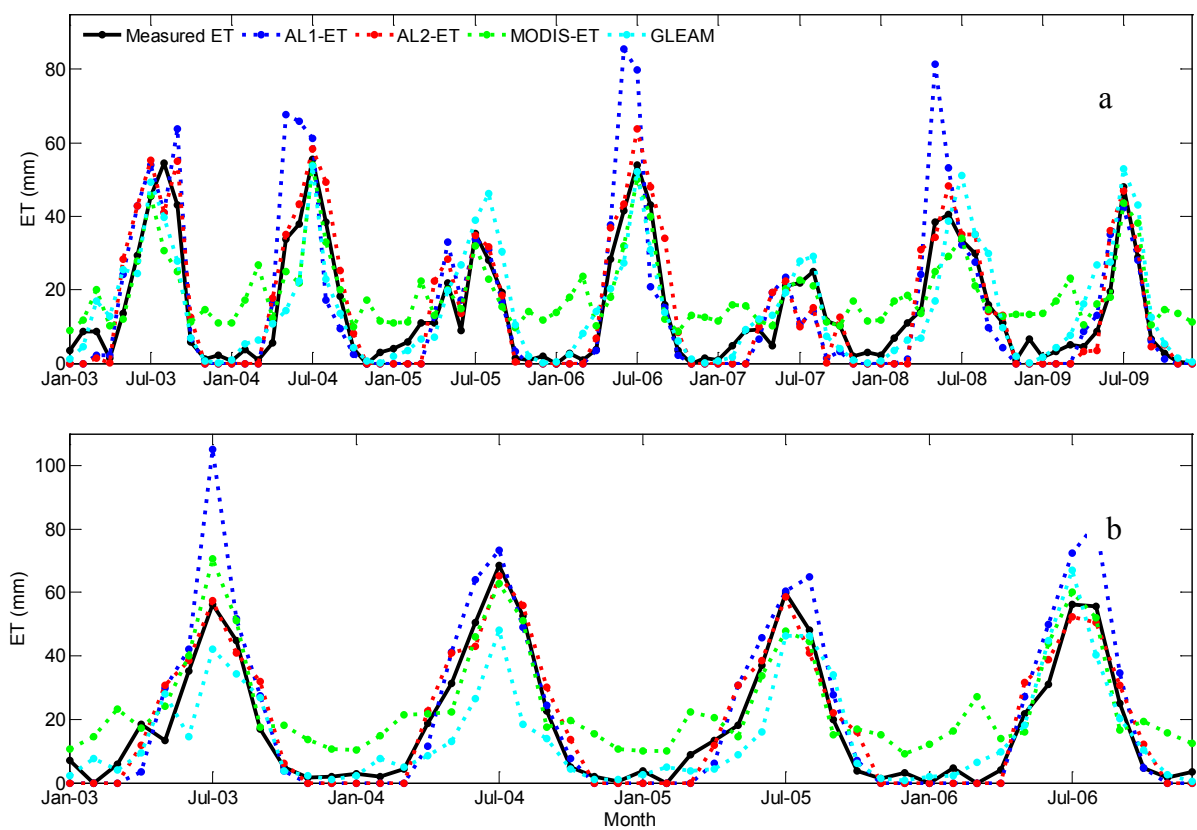 Measured ET AL1-ET AL2-ET MODIS-ET GLEAM
a
80
60
40
20
0
ET (mm)
Jan-03 Jul-03 Jan-04 Jul-04 Jan-05 Jul-05 Jan-06 Jul-06 Jan-07 Jul-07 Jan-08 Jul-08 Jan-09 Jul-09
b
100
80
60
40
20
0
ET (mm)
Jan-03 Jul-03 Jan-04 Jul-04 Jan-05 Jul-05 Jan-06 Jul-06
Month